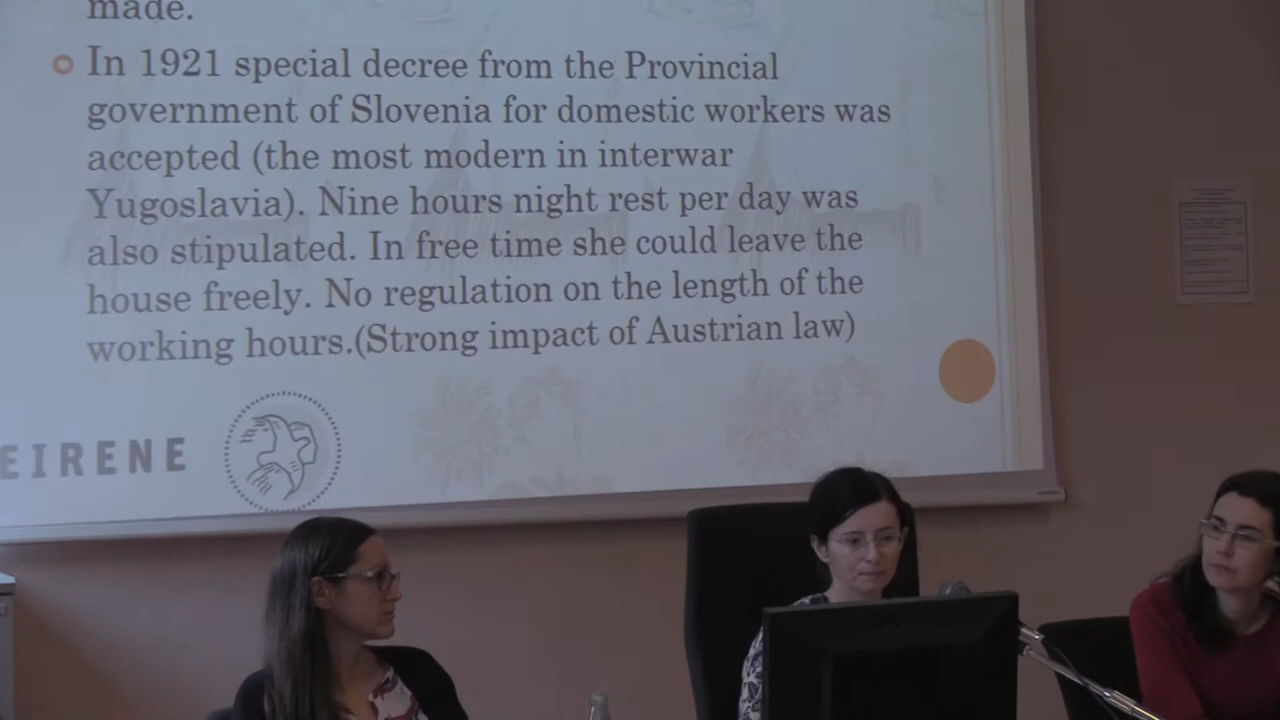 made.
In 1921 special decree from the Provincial
government of Slovenia for domestic workers was
accepted (the most modern in interwar
Yugoslavia). Nine hours night rest per day was
also stipulated. In free time she could leave the
house freely. No regulation on the length of the
working hours.(Strong impact of Austrian law)
EIRENE